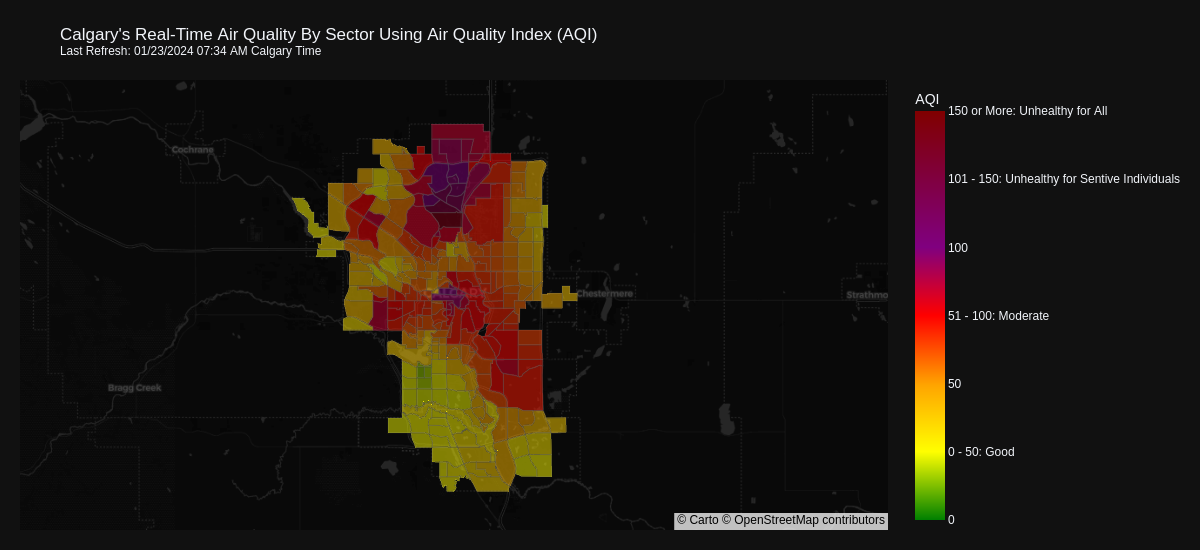 Calgary's Real-Time Air Quality By Sector Using Air Quality Index (AQI)
Last Refresh: 01/23/2024 07:34 AM Calgary Time
AQI
150 or More: Unhealthy for All
Cochrane
101 - 150: Unhealthy for Sentive Individuals
100
CALGARY
Chestermere
Strathmo
51 - 100: Moderate
50
Bragg Creek
0 - 50: Good
0
© Carto © OpenStreetMap contributors